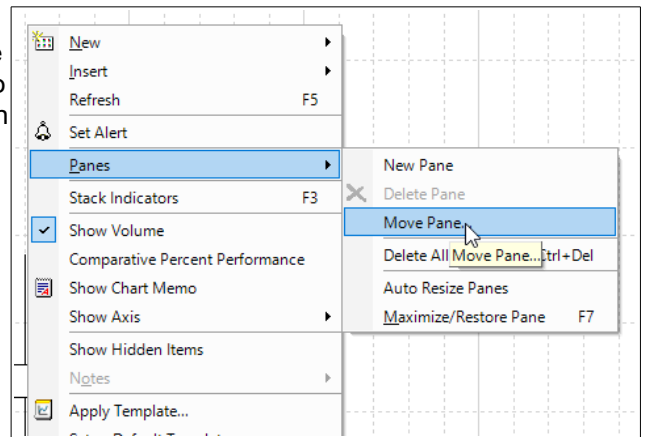 New
Insert
Refresh F5
Set Alert
Panes
Stack Indicators F3
Show Volume
Comparative Percent Performance
Show Chart Memo
Show Axis
Show Hidden Items
Notes
Apply Template...
New Pane
Delete Pane
Move Pane...
Delete All Move Pane... Ctrl+Del
Auto Resize Panes
Maximize/Restore Pane F7